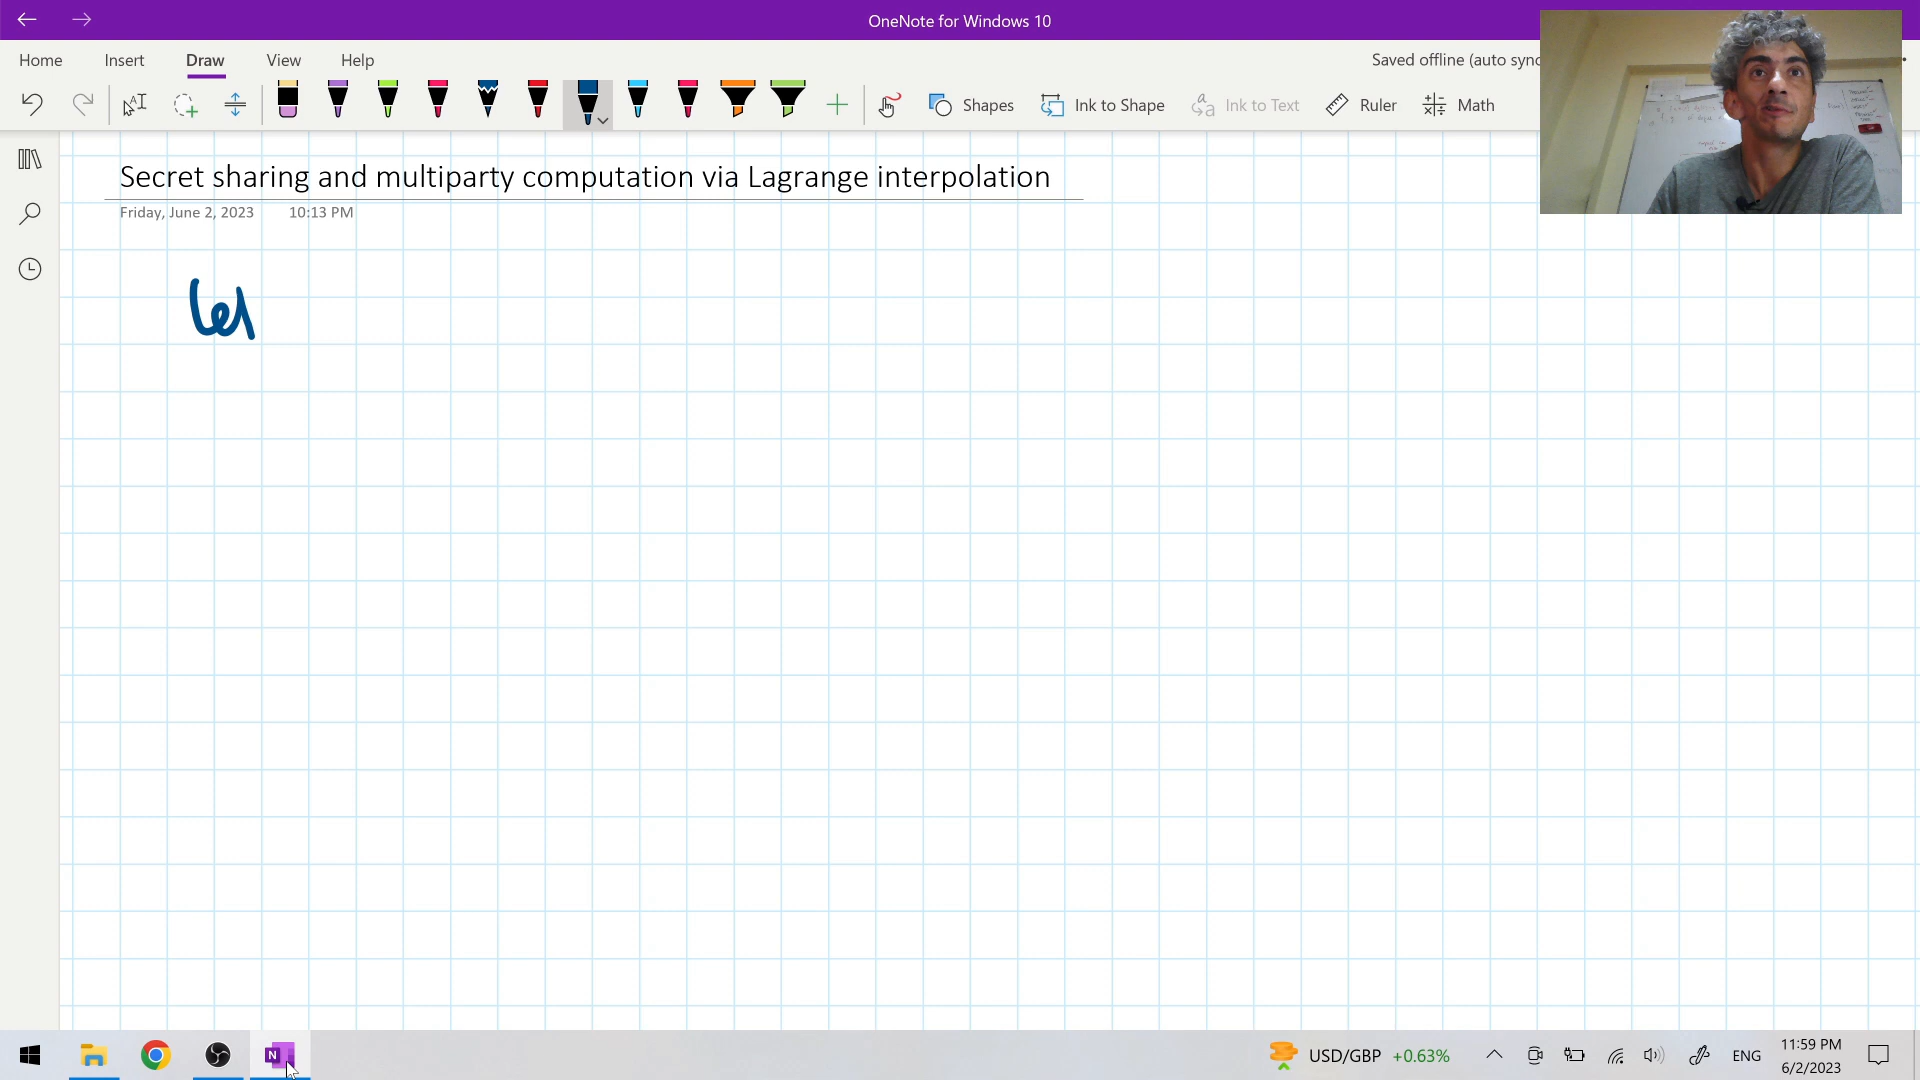 OneNote for Windows 10
Home Insert Draw View Help Saved offline (auto sync
Shapes Ink to Shape Ink to Text Ruler Math
Secret sharing and multiparty computation via Lagrange interpolation
Friday, June 2, 2023 10:13 PM
USD/GBP +0.63% ENG 11:59 PM
6/2/2023